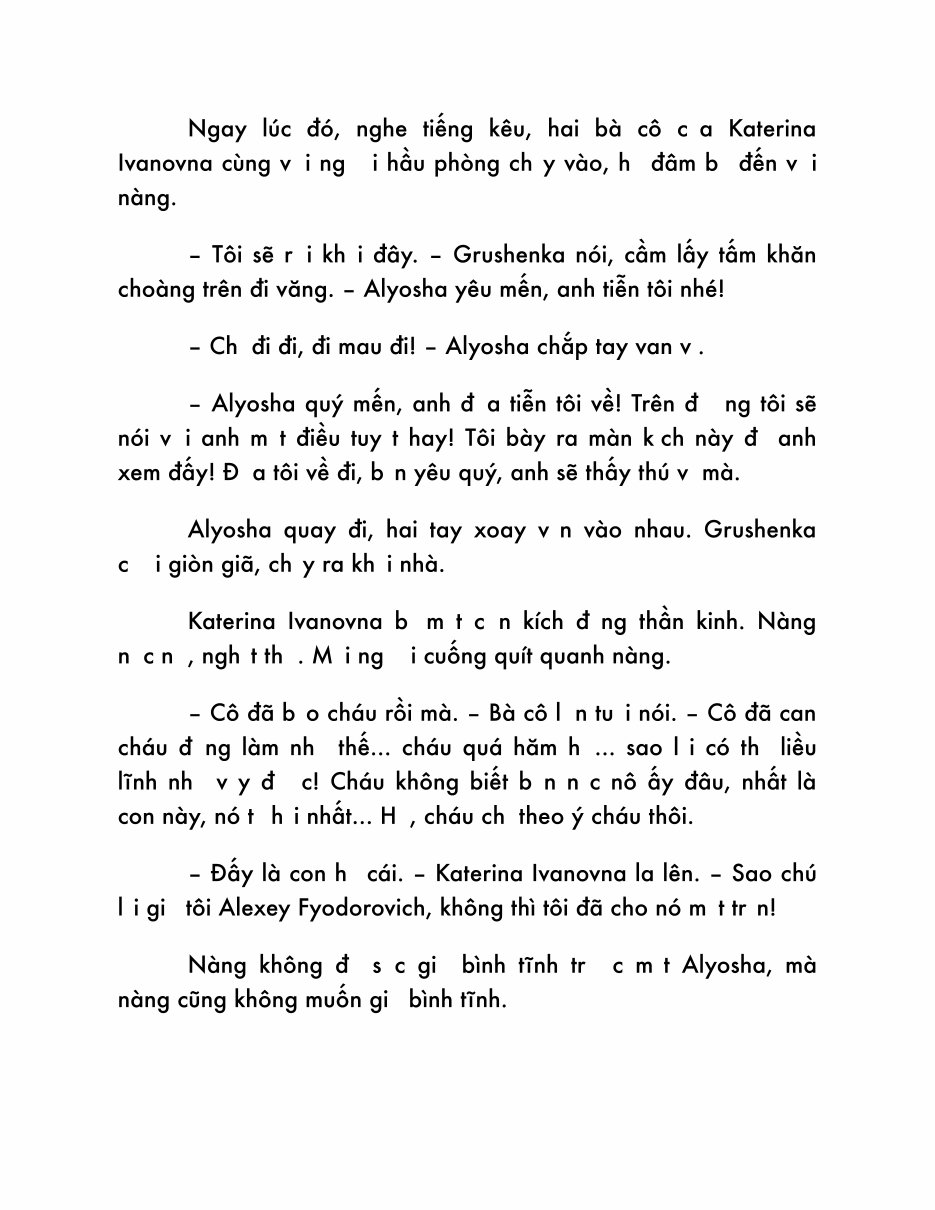 Ngay lúc đó, nghe tiếng kêu, hai bà cô c a Katerina
Ivanovna cùng v i ng i hầu phòng ch y vào, h đâm b đến v i
nàng.
– Tôi sẽ r i kh i đây. – Grushenka nói, cầm lấy tấm khăn
choàng trên đi văng. – Alyosha yêu mến, anh tiễn tôi nhé!
– Ch đi đi, đi mau đi! – Alyosha chắp tay van v .
– Alyosha quý mến, anh đ a tiễn tôi về! Trên đ ng tôi sẽ
nói v i anh m t điều tuy t hay! Tôi bày ra màn k ch này đ anh
xem đấy! Đ a tôi về đi, b n yêu quý, anh sẽ thấy thú v mà.
Alyosha quay đi, hai tay xoay v n vào nhau. Grushenka
c i giòn giã, ch y ra kh i nhà.
Katerina Ivanovna b m t c n kích đ ng thần kinh. Nàng
n c n , ngh t th . M i ng i cuống quít quanh nàng.
– Cô đã b o cháu rồi mà. – Bà cô l n tu i nói. – Cô đã can
cháu đ ng làm nh thế... cháu quá hăm h ... sao l i có th liều
lĩnh nh v y đ c! Cháu không biết b n n c nô ấy đâu, nhất là
con này, nó t h i nhất... H , cháu ch theo ý cháu thôi.
– Đấy là con h cái. – Katerina Ivanovna la lên. – Sao chú
l i gi tôi Alexey Fyodorovich, không thì tôi đã cho nó m t tr n!
Nàng không đ s c gi bình tĩnh tr c m t Alyosha, mà
nàng cũng không muốn gi bình tĩnh.